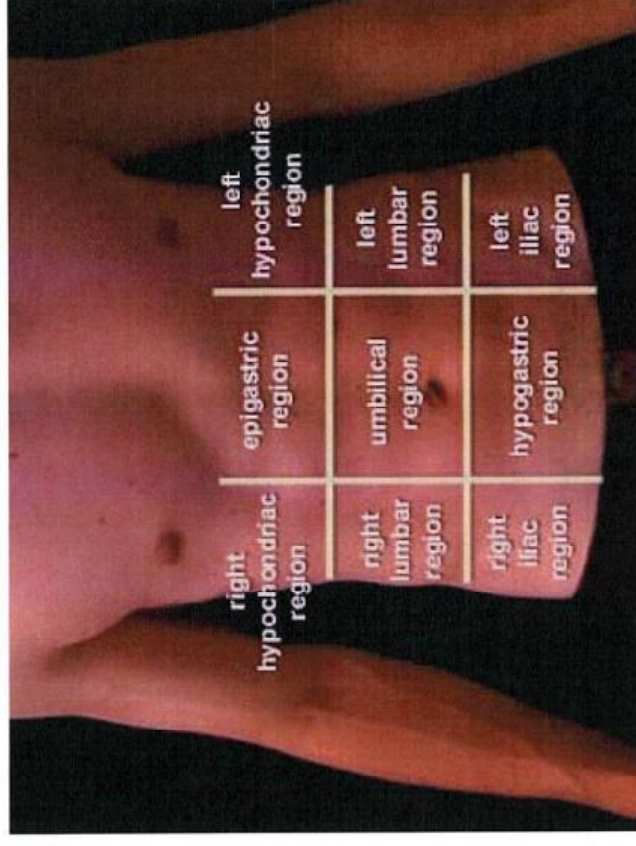 right
hypochondriac
region
epigastric
region
left
hypochondriac
region
right
lumbar
region
umbilical
region
left
lumbar
region
right
iliac
region
hypogastric
region
left
iliac
region